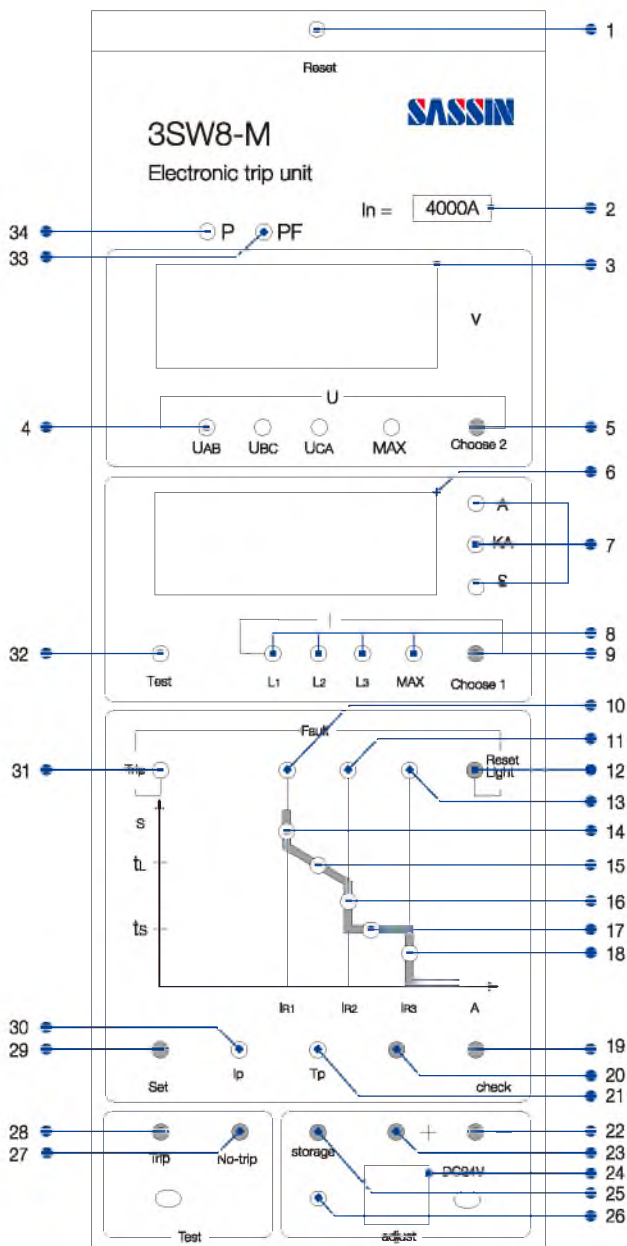 1
Reset
SASSIN
3SW8-M
Electronic trip unit
In = 4000A 2
34 P PF
33
3
V
U
4 5
UAB UBC UCA MAX Choose 2
6
A
KA 7
£
I
8
32 9
Test L1 L2 L3 MAX Choose 1
10
Fault
11
31 Trip Reset Light 12
13
S
14
tL 15
16
ts 17
18
IR1 IR2 IR3 A
30
29 19
20
Set Ip Tp check
21
28 + − 22
27 23
Trip No-trip storage DC24V 24
25
26
Test adjust